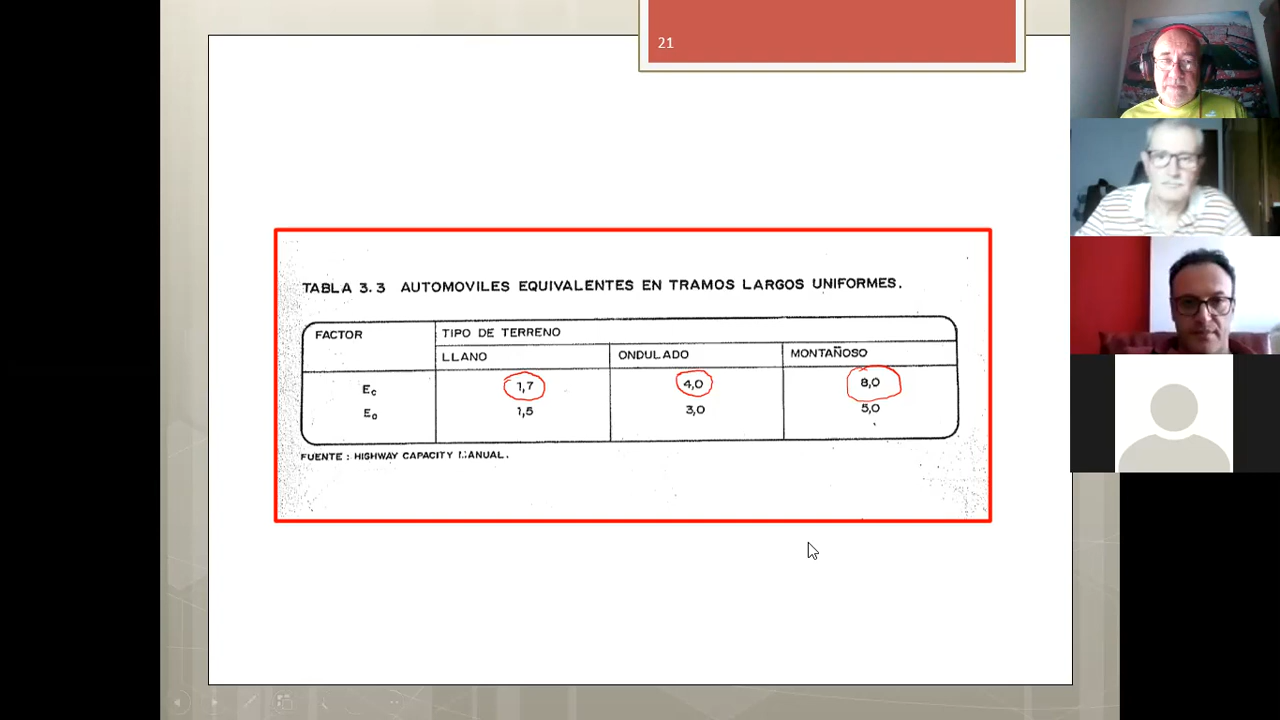 21
TABLA 3.3 AUTOMOVILES EQUIVALENTES EN TRAMOS LARGOS UNIFORMES.
FACTOR
TIPO DE TERRENO
LLANO ONDULADO MONTAÑOSO
Ec 1,7 4,0 8,0
Eo 1,5 3,0 5,0
FUENTE : HIGHWAY CAPACITY MANUAL.